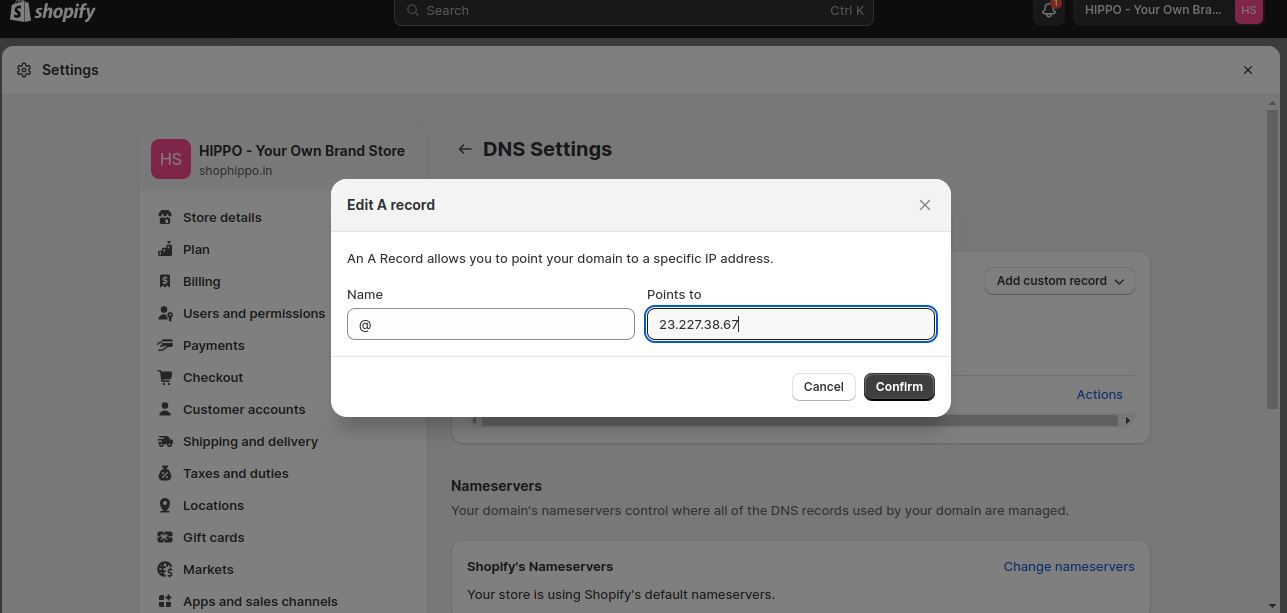 shopify
Search
Ctrl K
1
HIPPO - Your Own Bra...
HS
Settings
HS
HIPPO - Your Own Brand Store
shophippo.in
Store details
Plan
Billing
Users and permissions
Payments
Checkout
Customer accounts
Shipping and delivery
Taxes and duties
Locations
Gift cards
Markets
Apps and sales channels
DNS Settings
Add custom record
Edit A record
An A Record allows you to point your domain to a specific IP address.
Name
Points to
@
23.227.38.67
Cancel
Confirm
Actions
Nameservers
Your domain's nameservers control where all of the DNS records used by your domain are managed.
Shopify's Nameservers
Change nameservers
Your store is using Shopify's default nameservers.